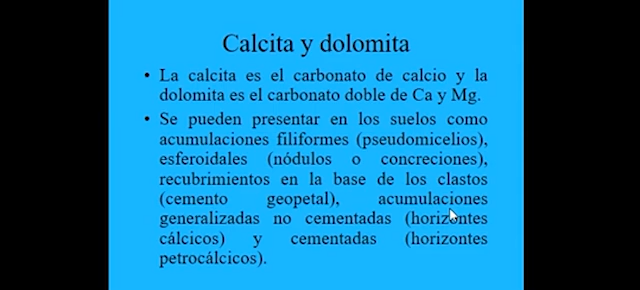 Calcita y dolomita
• La calcita es el carbonato de calcio y la
dolomita es el carbonato doble de Ca y Mg.
• Se pueden presentar en los suelos como
acumulaciones filiformes (pseudomicelios),
esferoidales (nódulos o concreciones),
recubrimientos en la base de los clastos
(cemento geopetal), acumulaciones
generalizadas no cementadas (horizontes
cálcicos) y cementadas (horizontes
petrocálcicos).